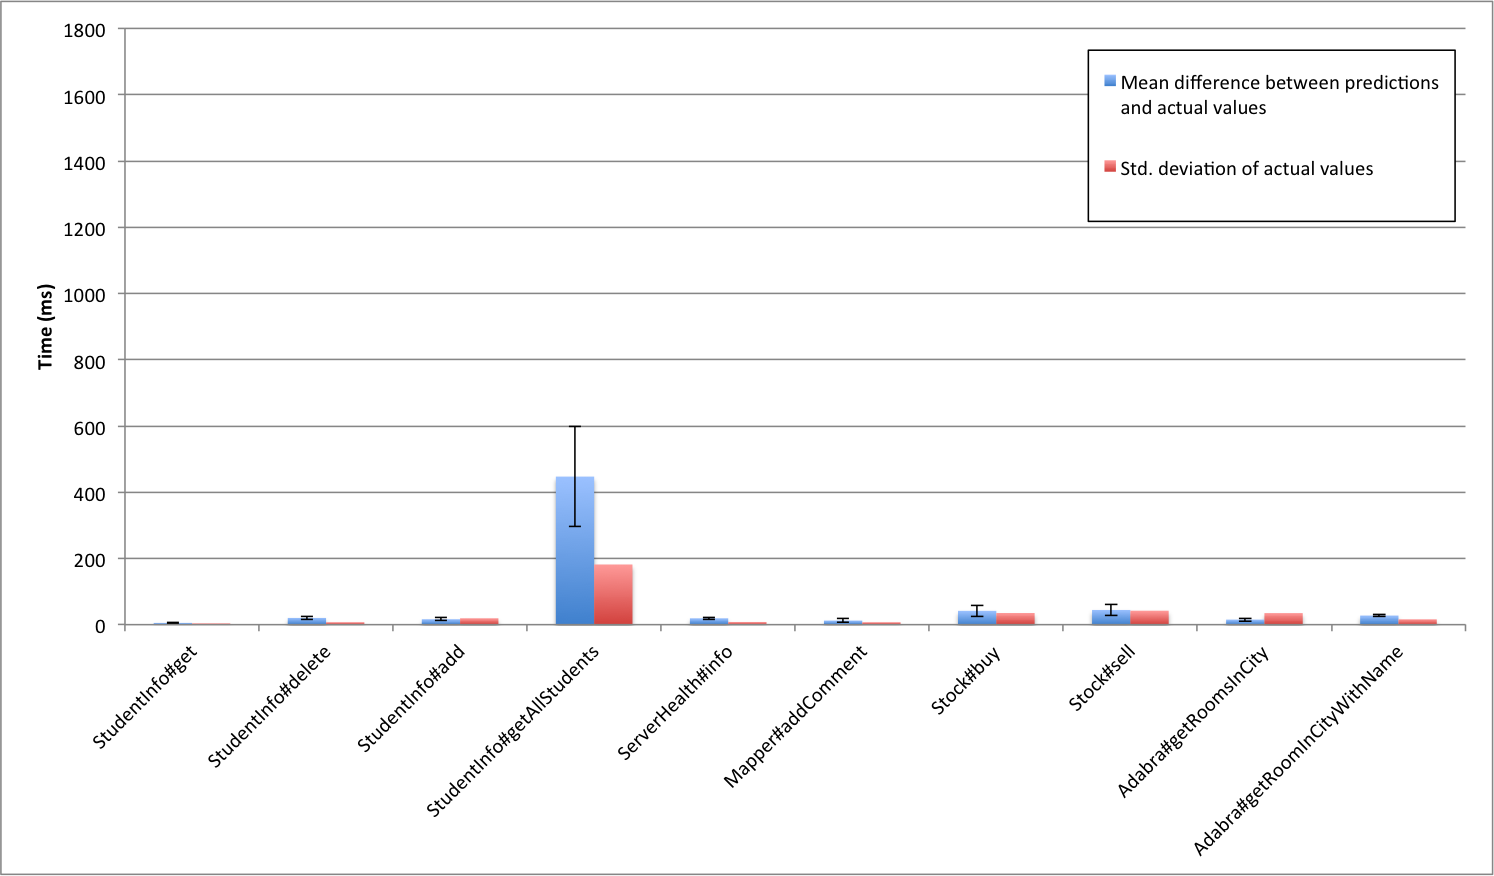 1800
1600
1400
1200
1000
800
600
400
200
0
Time (ms)
Mean difference between predictions
and actual values
Std. deviation of actual values
StudentInfo#get
StudentInfo#delete
StudentInfo#add
StudentInfo#getAllStudents
ServerHealth#info
Mapper#addComment
Stock#buy
Stock#sell
Adabra#getRoomsInCity
Adabra#getRoomInCityWithName